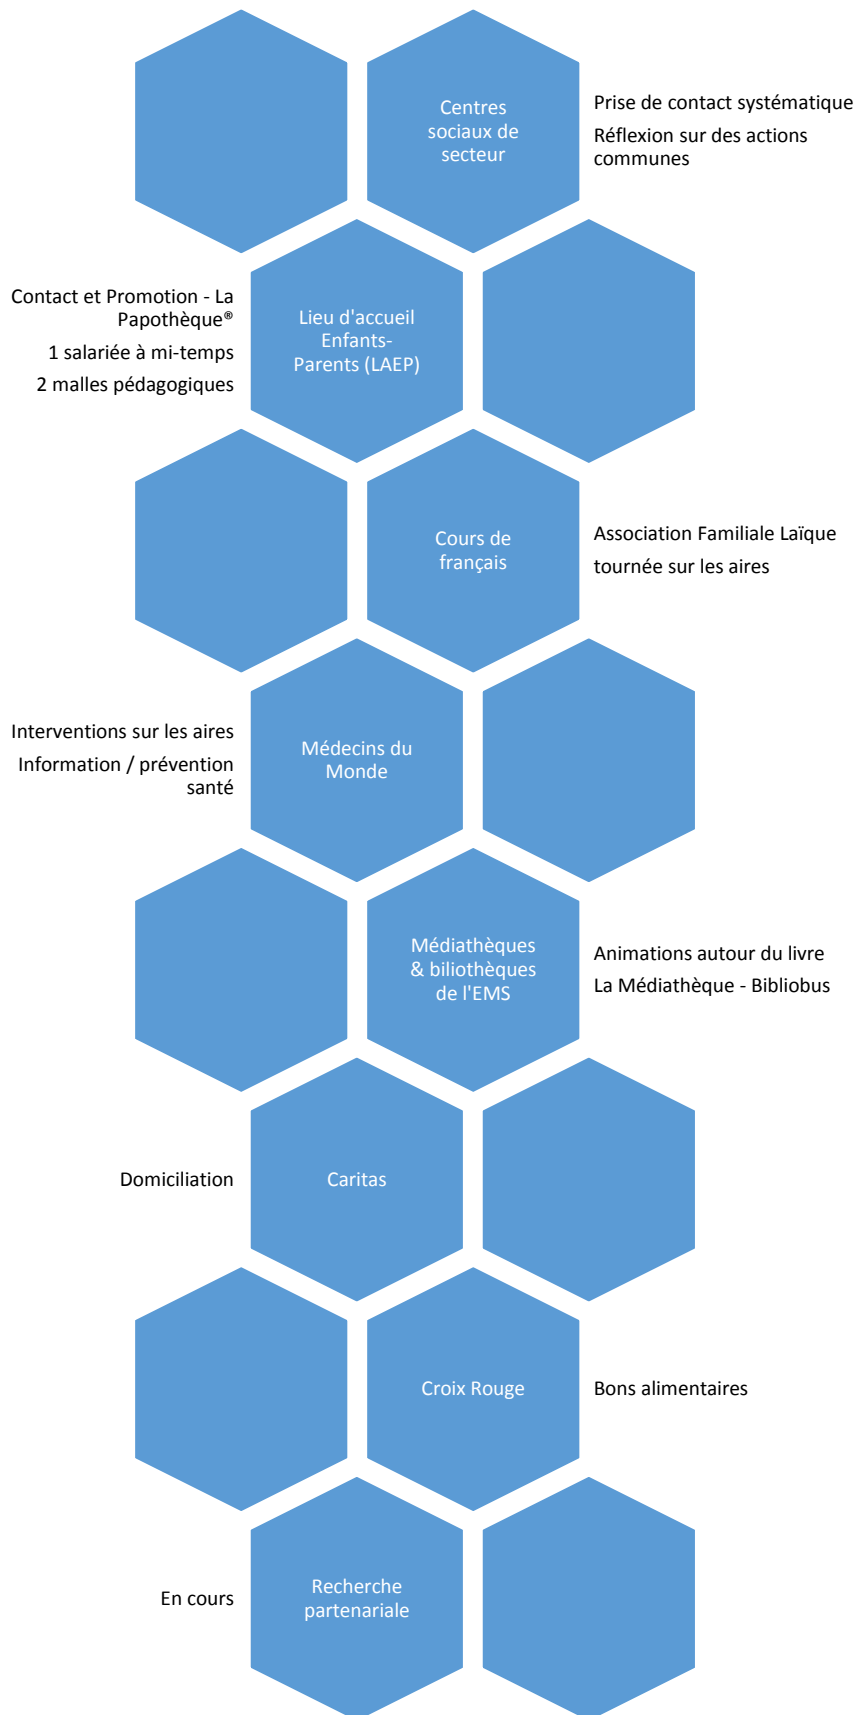 Centres
sociaux de
secteur
Prise de contact systématique
Réflexion sur des actions
communes
Contact et Promotion - La
Papothèque®
1 salariée à mi-temps
2 malles pédagogiques
Lieu d'accueil
Enfants-
Parents (LAEP)
Cours de
français
Association Familiale Laïque
tournée sur les aires
Interventions sur les aires
Information / prévention
santé
Médecins du
Monde
Médiathèques
& biliothèques
de l'EMS
Animations autour du livre
La Médiathèque - Bibliobus
Domiciliation
Caritas
Croix Rouge
Bons alimentaires
En cours
Recherche
partenariale